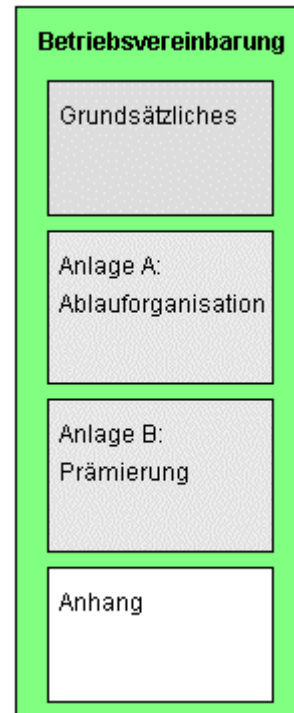 Betriebsvereinbarung
Grundsätzliches
Anlage A:
Ablauforganisation
Anlage B:
Prämierung
Anhang